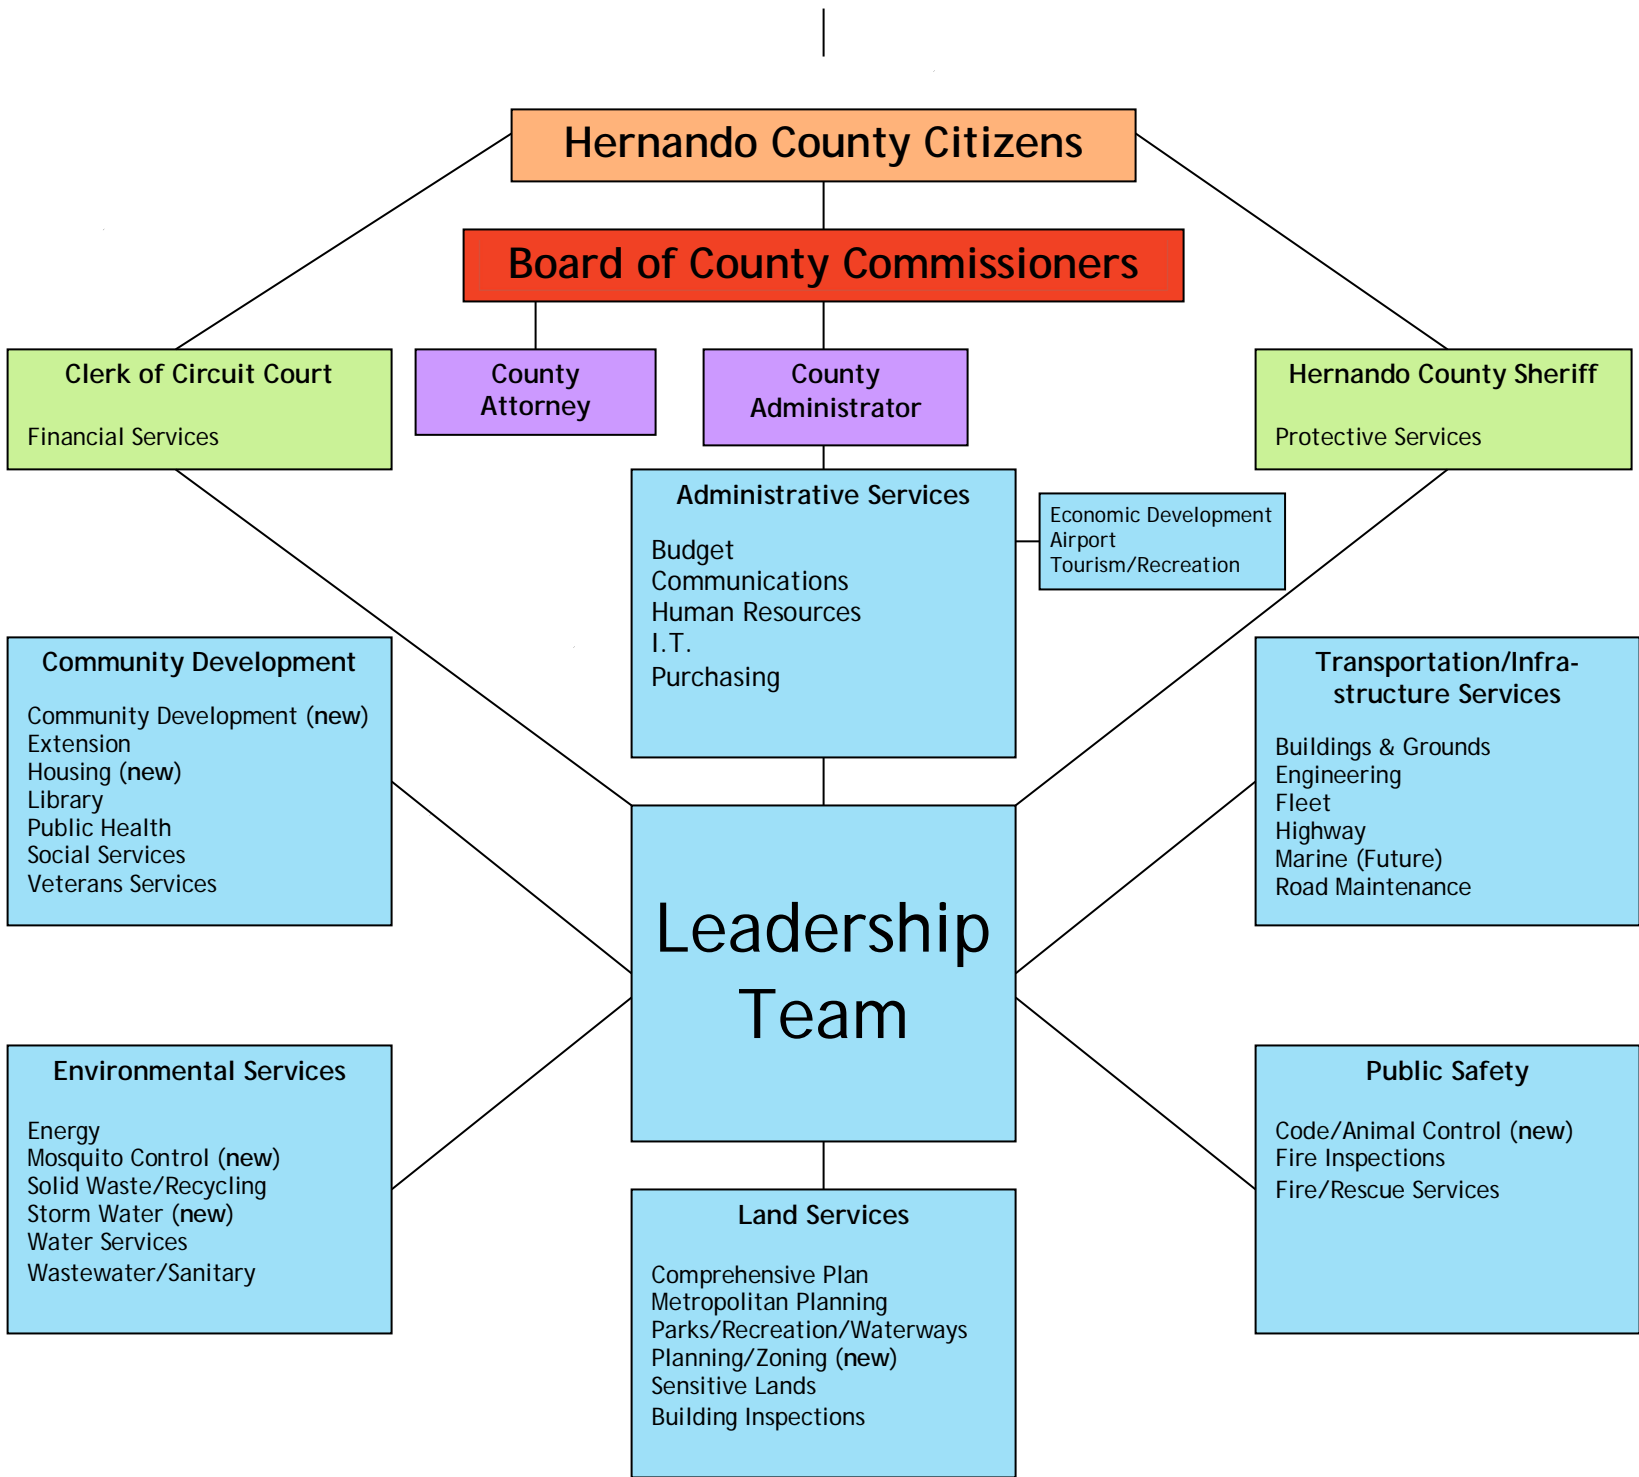 Hernando County Citizens
Board of County Commissioners
Clerk of Circuit Court
Financial Services
County
Attorney
County
Administrator
Hernando County Sheriff
Protective Services
Administrative Services
Budget
Communications
Human Resources
I.T.
Purchasing
Economic Development
Airport
Tourism/Recreation
Community Development
Community Development (new)
Extension
Housing (new)
Library
Public Health
Social Services
Veterans Services
Transportation/Infra-
structure Services
Buildings & Grounds
Engineering
Fleet
Highway
Marine (Future)
Road Maintenance
Leadership
Team
Environmental Services
Energy
Mosquito Control (new)
Solid Waste/Recycling
Storm Water (new)
Water Services
Wastewater/Sanitary
Public Safety
Code/Animal Control (new)
Fire Inspections
Fire/Rescue Services
Land Services
Comprehensive Plan
Metropolitan Planning
Parks/Recreation/Waterways
Planning/Zoning (new)
Sensitive Lands
Building Inspections